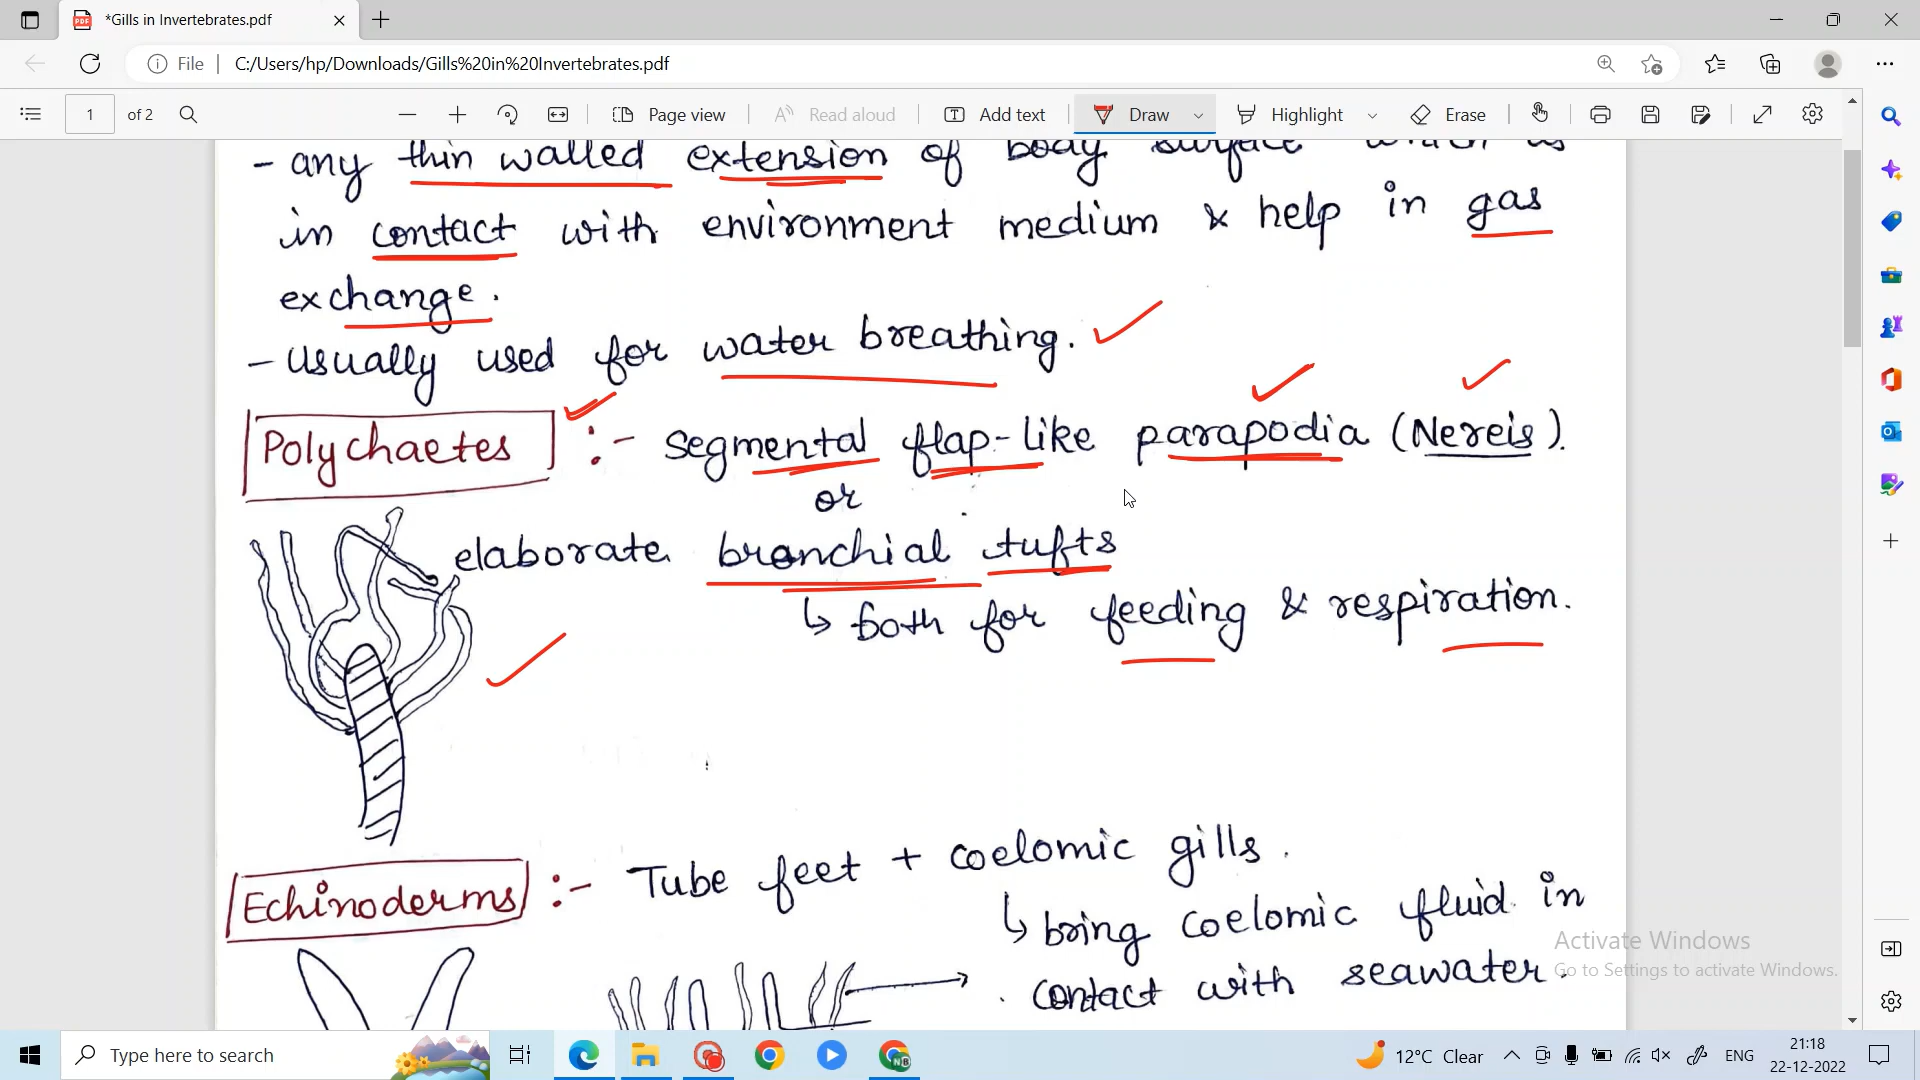 *Gills in Invertebrates.pdf
File
C:/Users/hp/Downloads/Gills%20in%20Invertebrates.pdf
1 of 2
Page view
Read aloud
Add text
Draw
Highlight
Erase
- any thin walled extension of body surface which is
in contact with environment medium & help in gas
exchange.
- Usually used for water breathing.
Polychaetes :- segmental flap-like parapodia (Nereis).
or
elaborate branchial tufts
↳ both for feeding & respiration.
Echinoderms :- Tube feet + coelomic gills.
↳ bring coelomic fluid in
contact with seawater.
Activate Windows
Go to Settings to activate Windows.
Type here to search
12°C Clear
ENG
21:18
22-12-2022